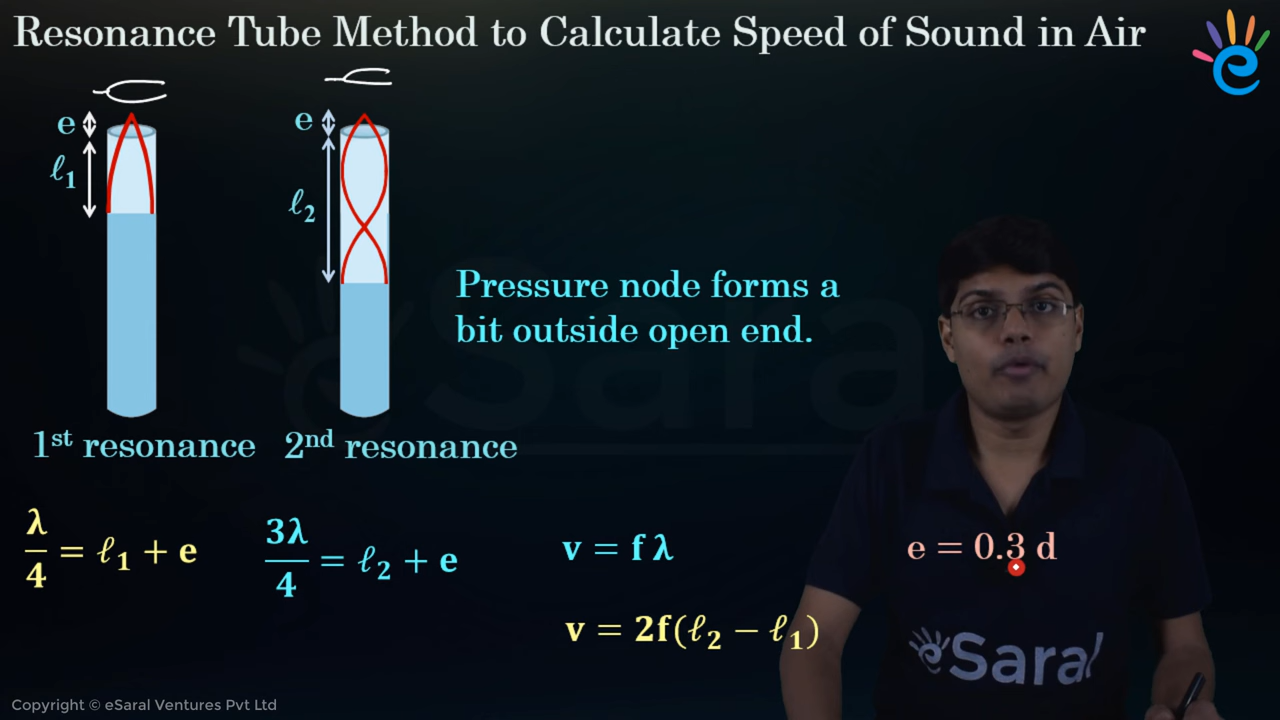 Resonance Tube Method to Calculate Speed of Sound in Air
e
ℓ₁
e
ℓ₂
Pressure node forms a
bit outside open end.
1ˢᵗ resonance
2ⁿᵈ resonance
λ/4 = ℓ₁ + e
3λ/4 = ℓ₂ + e
v = f λ
v = 2f(ℓ₂ − ℓ₁)
e = 0.3 d
eSaral
eSaral
Copyright © eSaral Ventures Pvt Ltd